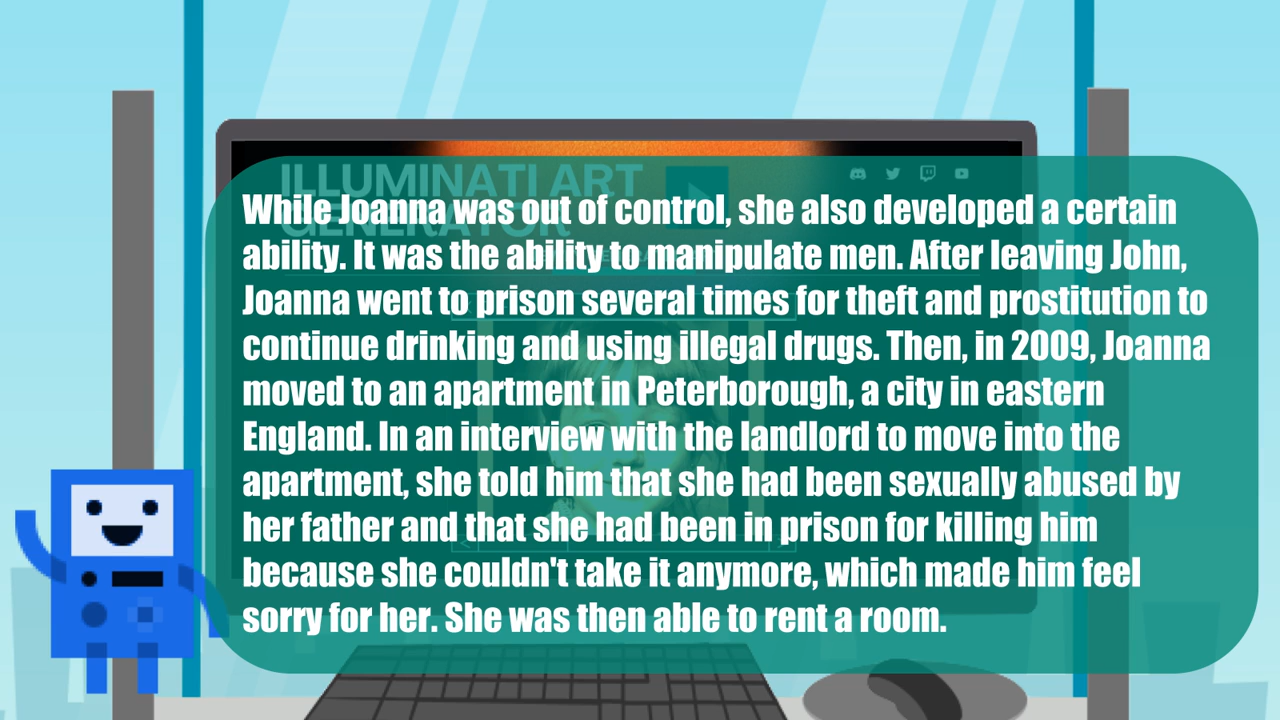 ILLUMINATI ART
GENERATOR
While Joanna was out of control, she also developed a certain
ability. It was the ability to manipulate men. After leaving John,
Joanna went to prison several times for theft and prostitution to
continue drinking and using illegal drugs. Then, in 2009, Joanna
moved to an apartment in Peterborough, a city in eastern
England. In an interview with the landlord to move into the
apartment, she told him that she had been sexually abused by
her father and that she had been in prison for killing him
because she couldn't take it anymore, which made him feel
sorry for her. She was then able to rent a room.